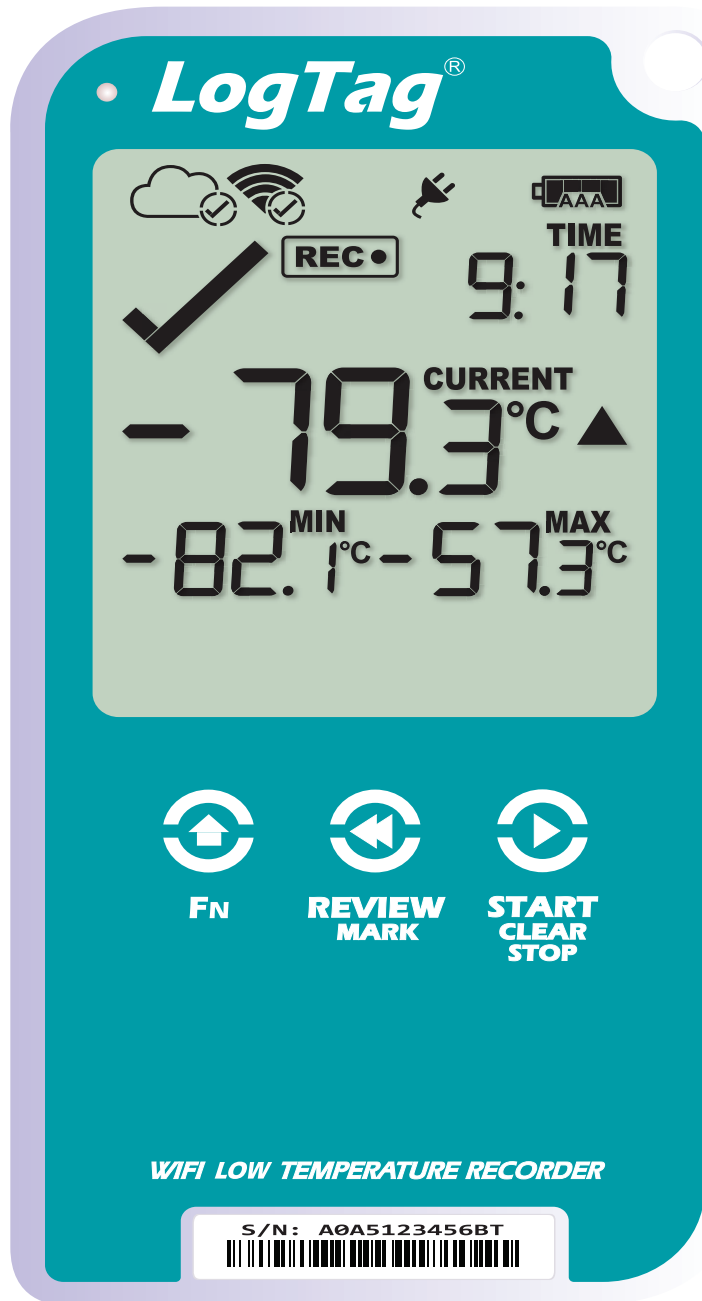 LogTag®
AAA
TIME
REC
9:17
CURRENT
-79.3°C
MIN
MAX
-82.1°C -57.3°C
FN
REVIEW
MARK
START
CLEAR
STOP
WIFI LOW TEMPERATURE RECORDER
S/N: A0A5123456BT